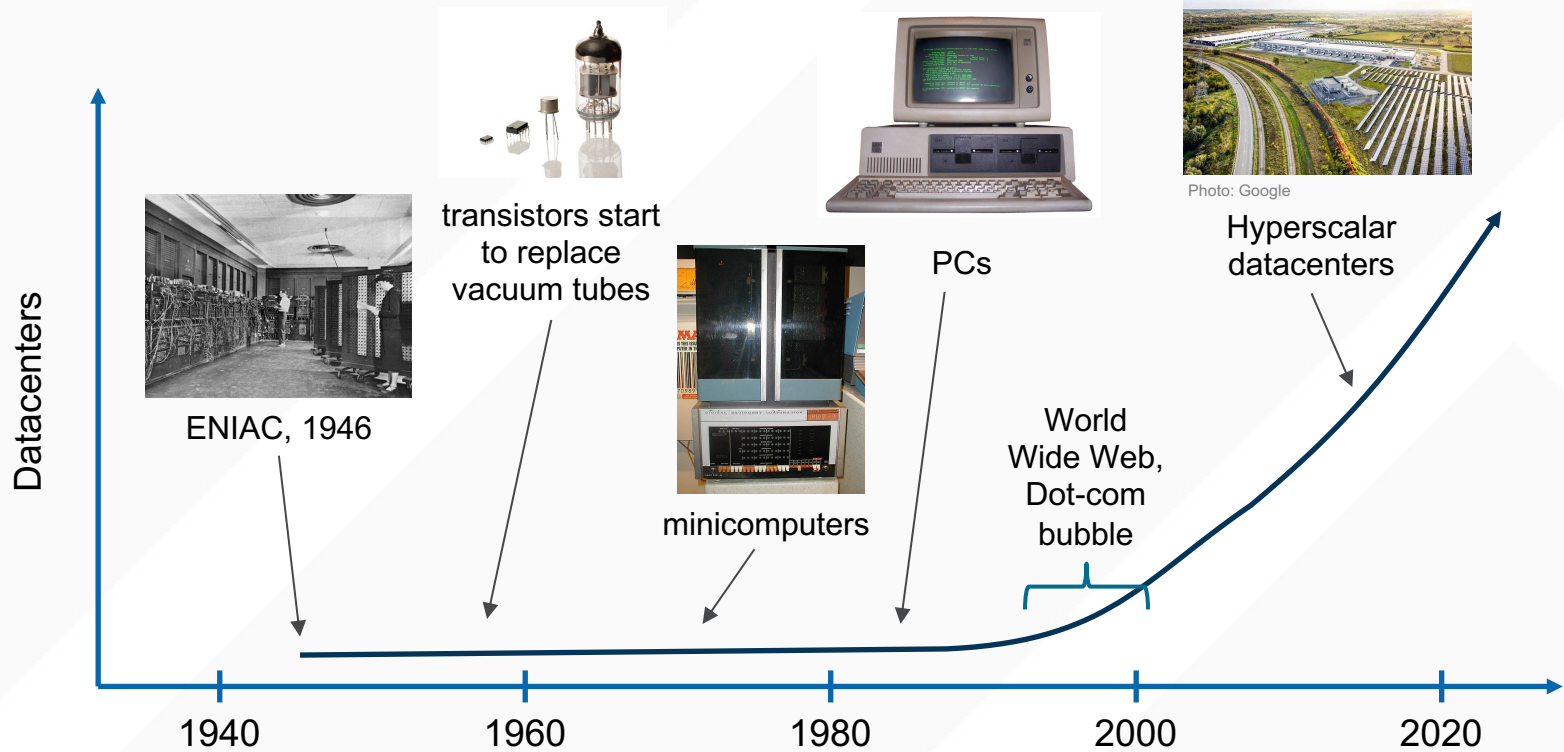 Photo: Google
transistors start
to replace
vacuum tubes
PCs
Hyperscalar
datacenters
Datacenters
ENIAC, 1946
minicomputers
World
Wide Web,
Dot-com
bubble
1940
1960
1980
2000
2020